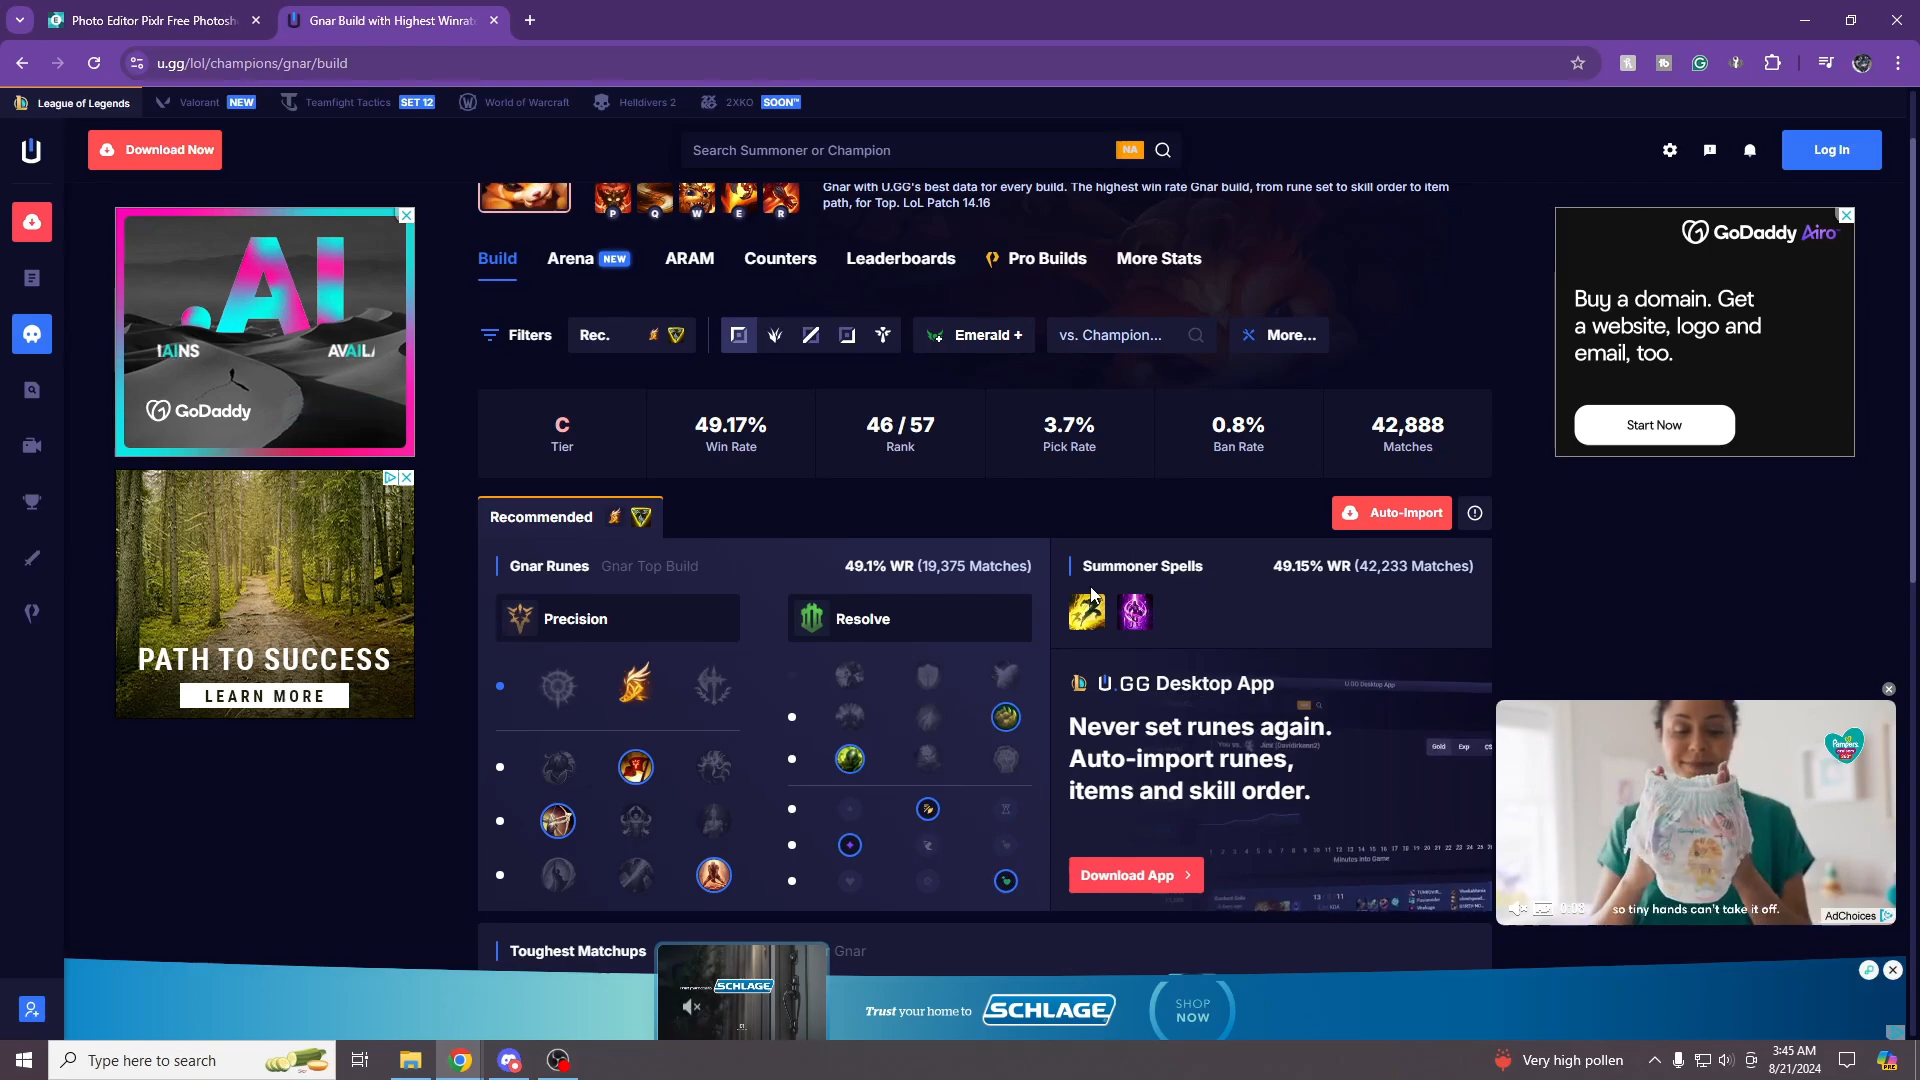 Photo Editor Pixlr Free Photosh
Gnar Build with Highest Winrat
u.gg/lol/champions/gnar/build
League of Legends
Valorant NEW
Teamfight Tactics SET 12
World of Warcraft
Helldivers 2
2XKO SOON™
Download Now
Search Summoner or Champion
NA
Log In
P Q W E R
Gnar with U.GG's best data for every build. The highest win rate Gnar build, from rune set to skill order to item
path, for Top. LoL Patch 14.16
Build Arena NEW ARAM Counters Leaderboards Pro Builds More Stats
Filters Rec. Emerald + vs. Champion... More...
C 49.17% 46 / 57 3.7% 0.8% 42,888
Tier Win Rate Rank Pick Rate Ban Rate Matches
Recommended
Auto-Import
Gnar Runes Gnar Top Build 49.1% WR (19,375 Matches)
Summoner Spells 49.15% WR (42,233 Matches)
Precision Resolve
U.GG Desktop App
Never set runes again.
Auto-import runes,
items and skill order.
Download App
Minutes into Game
Toughest Matchups
Gnar
.AI
IAINS AVAIL
GoDaddy
PATH TO SUCCESS
LEARN MORE
GoDaddy Airo
Buy a domain. Get
a website, logo and
email, too.
Start Now
Pampers
0:08
so tiny hands can't take it off.
AdChoices
SCHLAGE
Trust your home to SCHLAGE
SHOP
NOW
Type here to search
Very high pollen
3:45 AM
8/21/2024